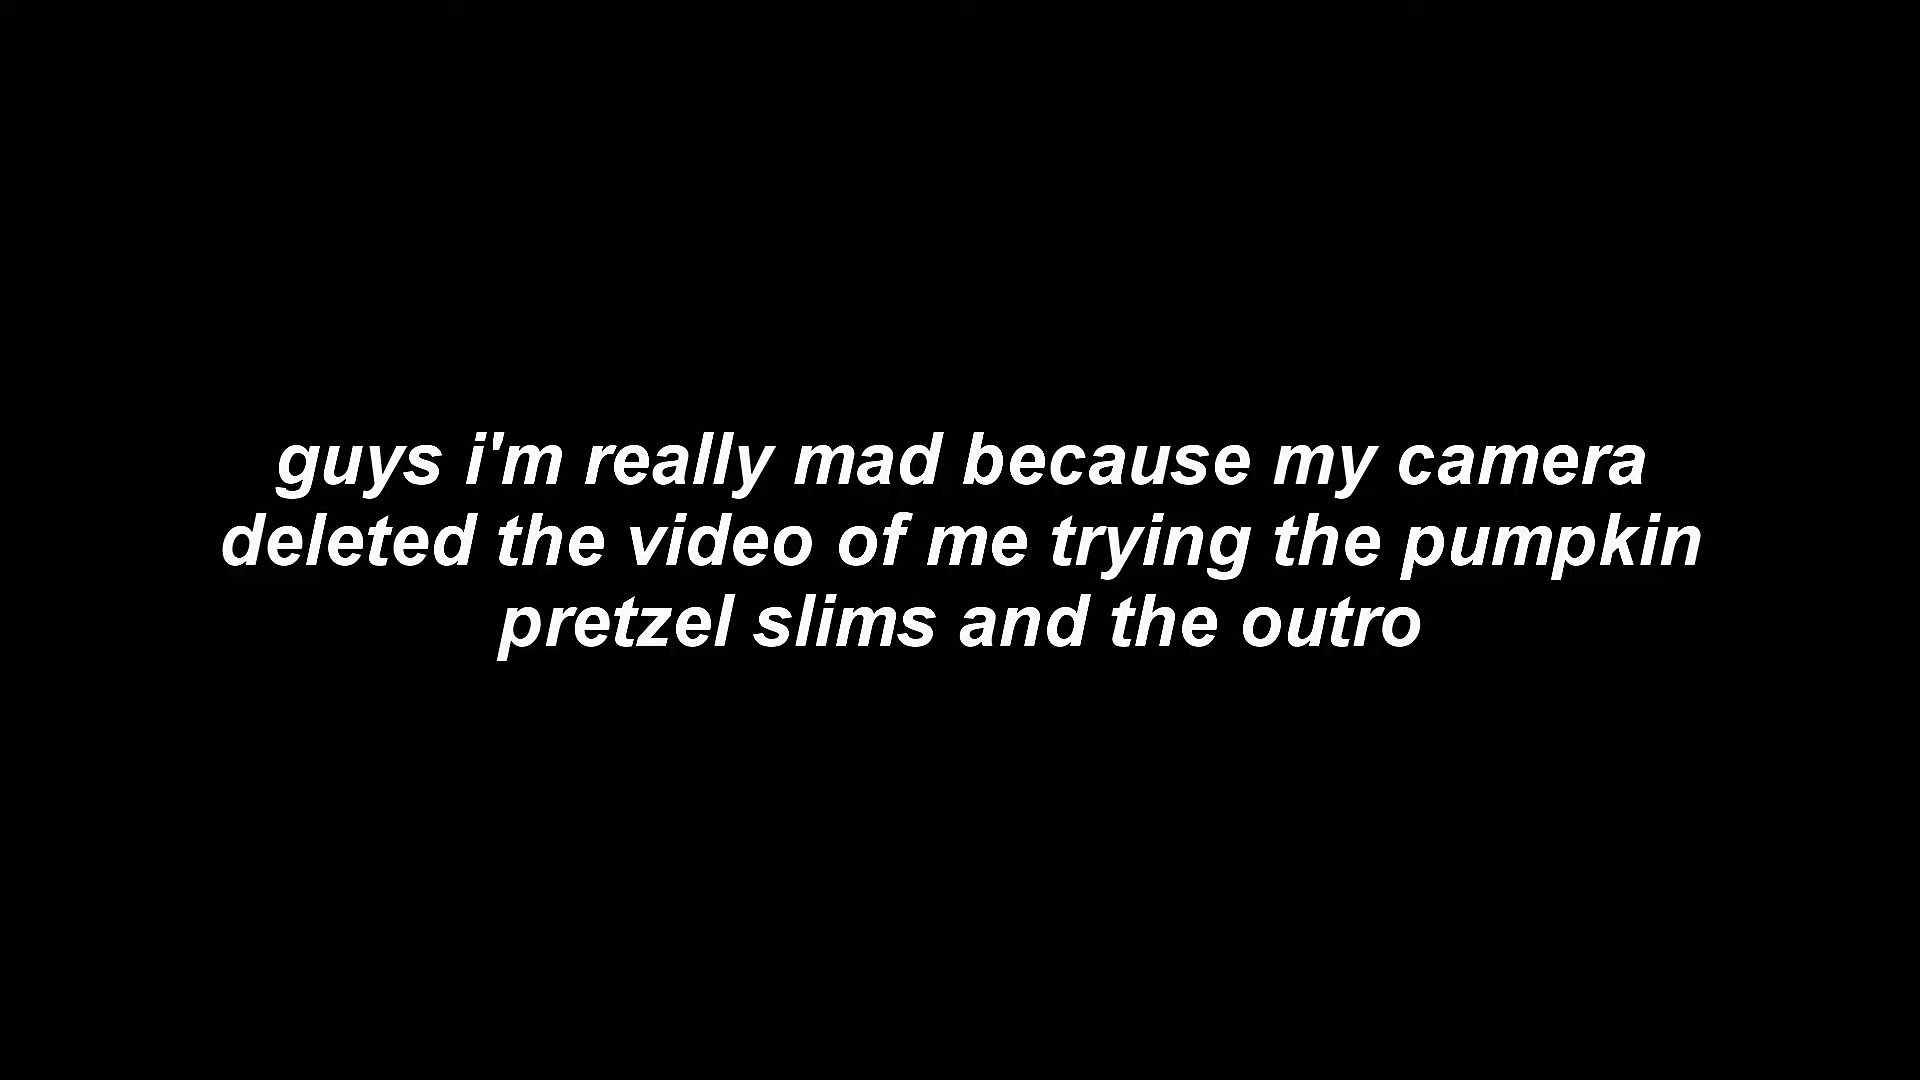 guys i'm really mad because my camera
deleted the video of me trying the pumpkin
pretzel slims and the outro